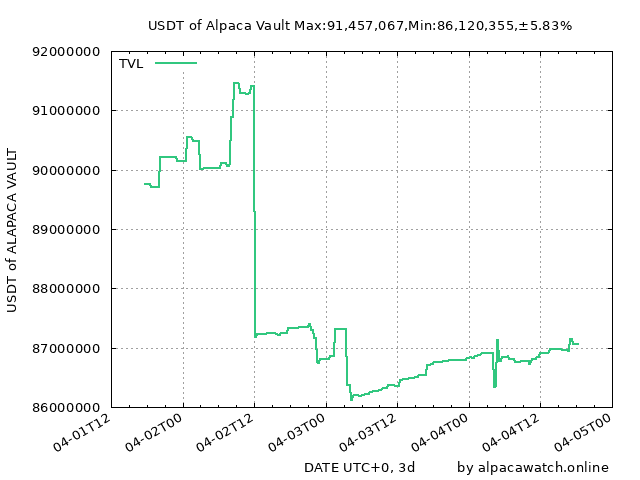 USDT of Alpaca Vault Max:91,457,067,Min:86,120,355,±5.83%
92000000
TVL
91000000
90000000
89000000
88000000
87000000
86000000
USDT of ALAPACA VAULT
04-01T12
04-02T00
04-02T12
04-03T00
04-03T12
04-04T00
04-04T12
04-05T00
DATE UTC+0, 3d
by alpacawatch.online